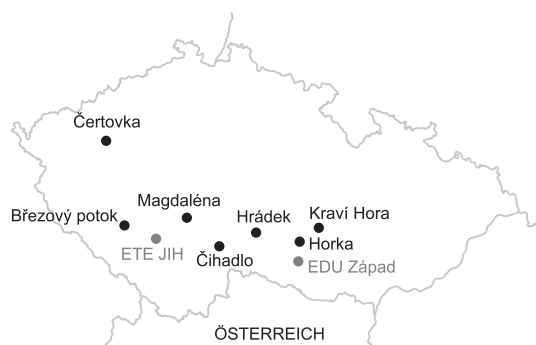 Čertovka
Magdaléna
Březový potok
Hrádek
Kraví Hora
ETE JIH
Čihadlo
Horka
EDU Západ
ÖSTERREICH